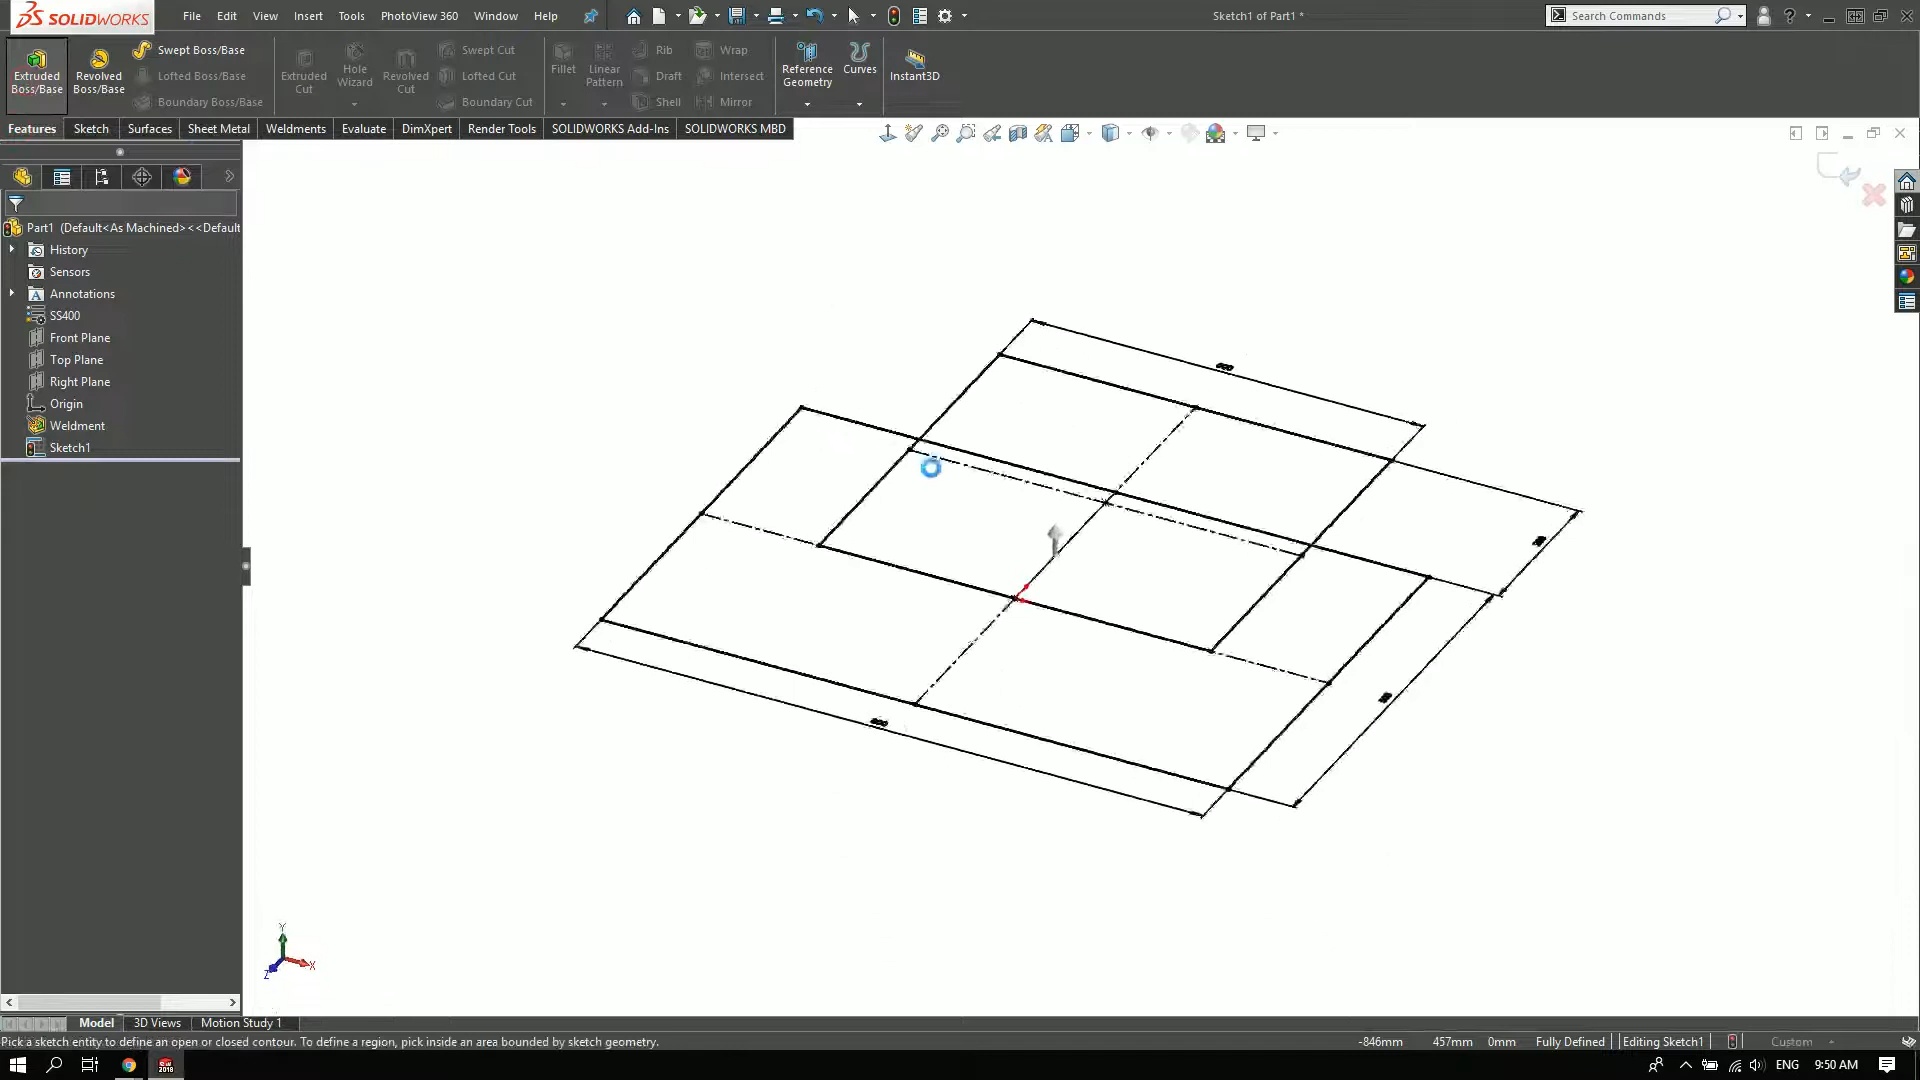 SOLIDWORKS
File Edit View Insert Tools PhotoView 360 Window Help
Sketch1 of Part1 *
Search Commands
Extruded Boss/Base
Revolved Boss/Base
Swept Boss/Base
Lofted Boss/Base
Boundary Boss/Base
Extruded Cut
Hole Wizard
Revolved Cut
Swept Cut
Lofted Cut
Boundary Cut
Fillet
Linear Pattern
Rib
Draft
Shell
Wrap
Intersect
Mirror
Reference Geometry
Curves
Instant3D
Features Sketch Surfaces Sheet Metal Weldments Evaluate DimXpert Render Tools SOLIDWORKS Add-Ins SOLIDWORKS MBD
Part1 (Default<As Machined><<Default
History
Sensors
Annotations
SS400
Front Plane
Top Plane
Right Plane
Origin
Weldment
Sketch1
Y
X
Z
Model 3D Views Motion Study 1
Pick a sketch entity to define an open or closed contour. To define a region, pick inside an area bounded by sketch geometry.
-846mm 457mm 0mm Fully Defined Editing Sketch1 Custom
2018
ENG 9:50 AM